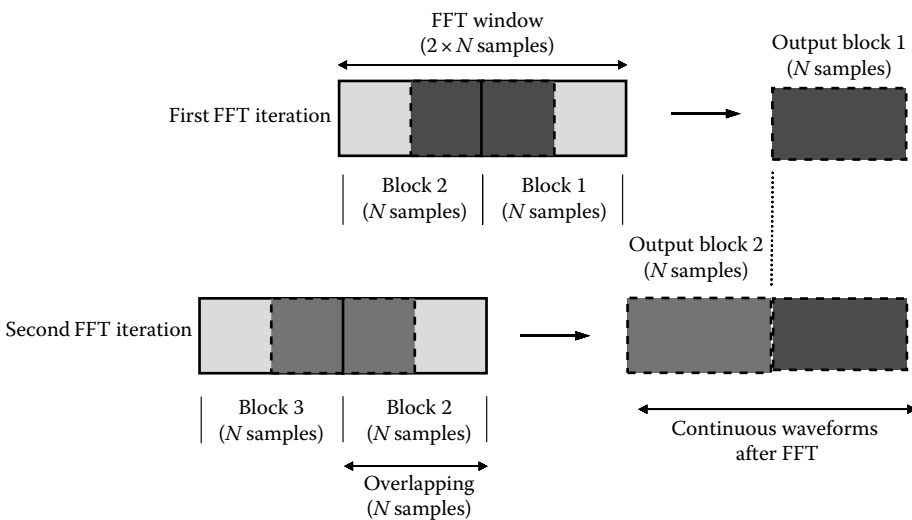 FFT window
(2 × N samples)
Output block 1
(N samples)
First FFT iteration
Block 2
(N samples)
Block 1
(N samples)
Output block 2
(N samples)
Second FFT iteration
Block 3
(N samples)
Block 2
(N samples)
Continuous waveforms
after FFT
Overlapping
(N samples)